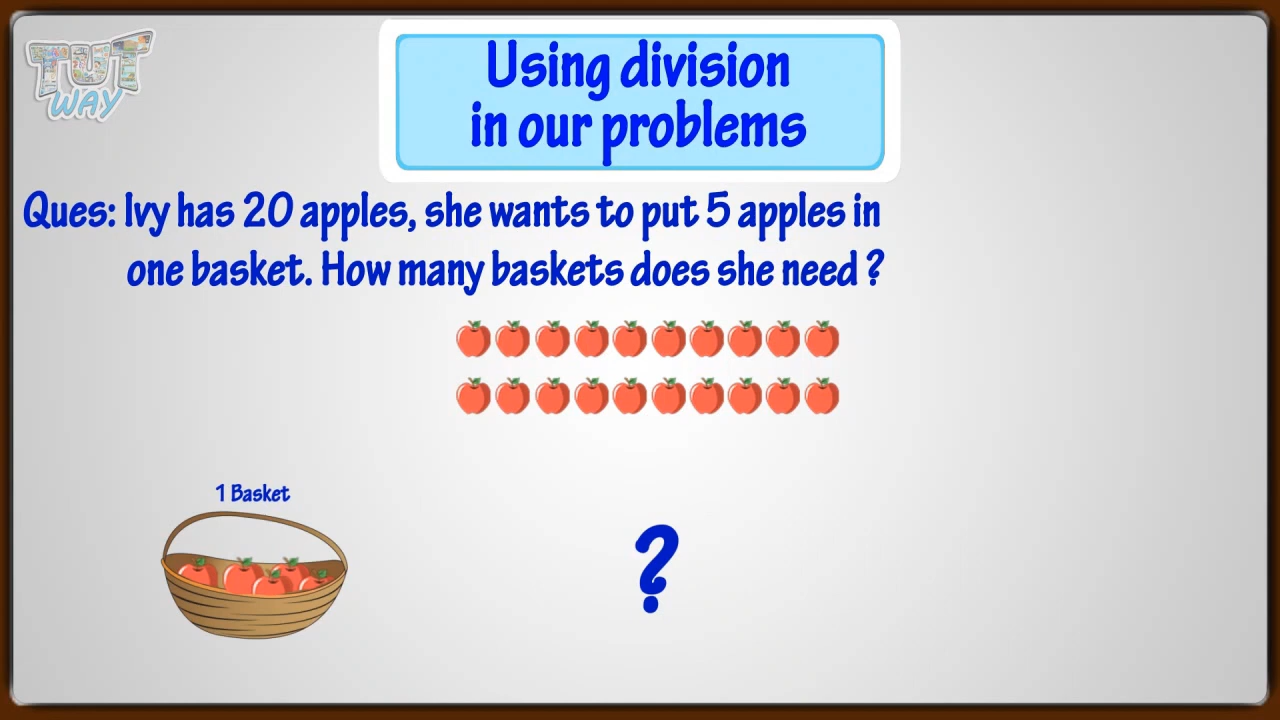 TUT
WAY
Using division
in our problems
Ques: Ivy has 20 apples, she wants to put 5 apples in
one basket. How many baskets does she need ?
1 Basket
?